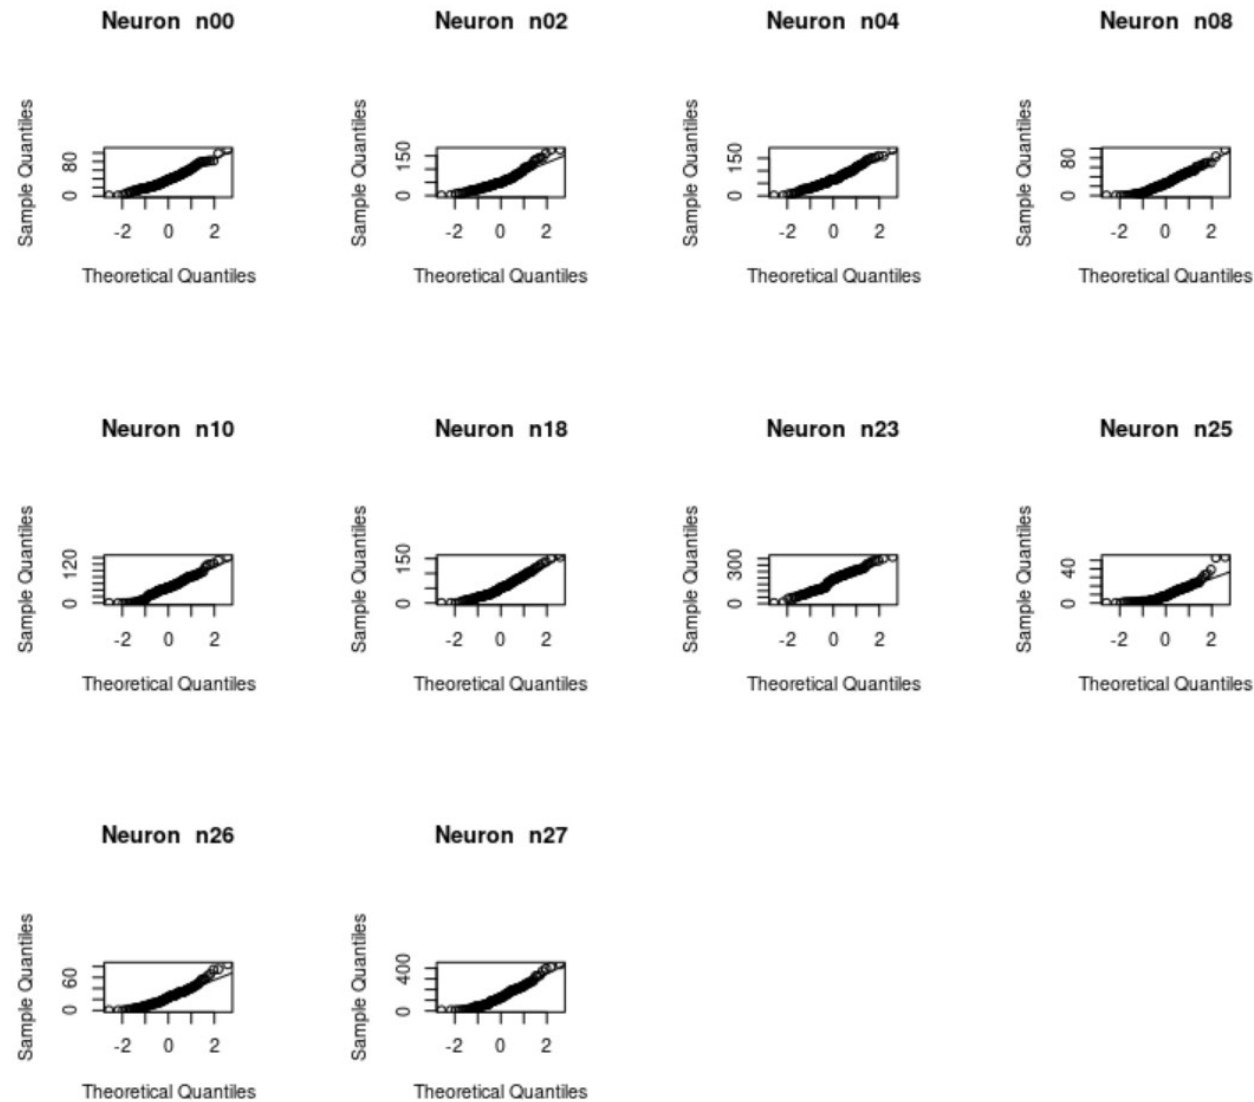 Neuron n00
Neuron n02
Neuron n04
Neuron n08
Sample Quantiles
0 80
-2 0 2
Theoretical Quantiles
Sample Quantiles
0 150
-2 0 2
Theoretical Quantiles
Sample Quantiles
0 150
-2 0 2
Theoretical Quantiles
Sample Quantiles
0 80
-2 0 2
Theoretical Quantiles
Neuron n10
Neuron n18
Neuron n23
Neuron n25
Sample Quantiles
0 120
-2 0 2
Theoretical Quantiles
Sample Quantiles
0 150
-2 0 2
Theoretical Quantiles
Sample Quantiles
0 300
-2 0 2
Theoretical Quantiles
Sample Quantiles
0 40
-2 0 2
Theoretical Quantiles
Neuron n26
Neuron n27
Sample Quantiles
0 60
-2 0 2
Theoretical Quantiles
Sample Quantiles
0 400
-2 0 2
Theoretical Quantiles